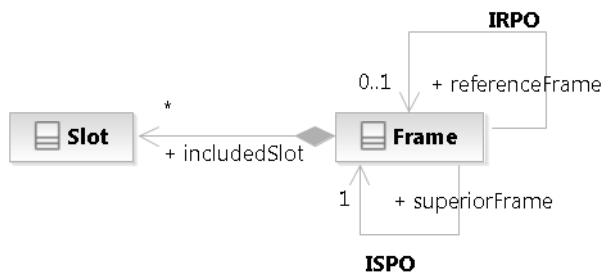 IRPO
0..1
+ referenceFrame
*
Slot
Frame
+ includedSlot
1
+ superiorFrame
ISPO